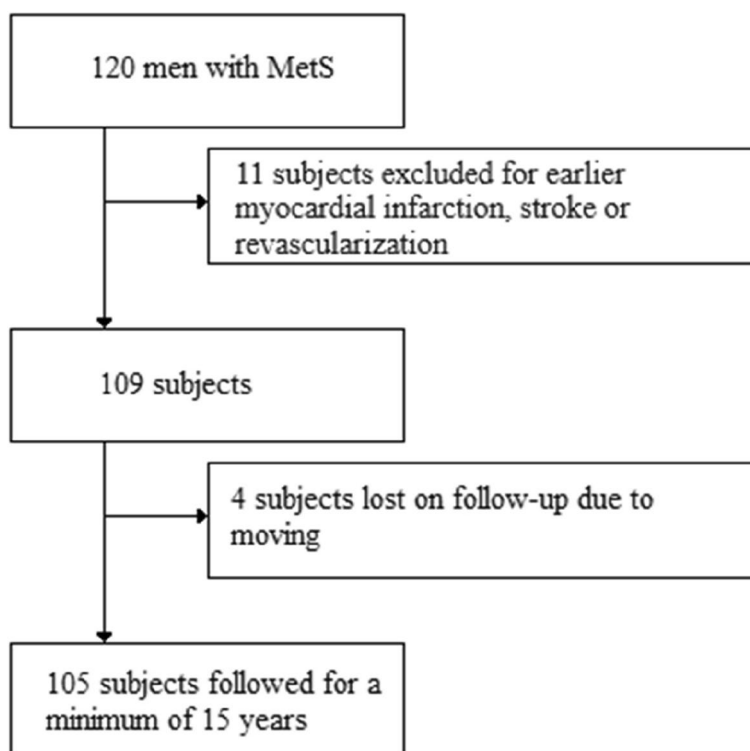 120 men with MetS
11 subjects excluded for earlier
myocardial infarction, stroke or
revascularization
109 subjects
4 subjects lost on follow-up due to
moving
105 subjects followed for a
minimum of 15 years